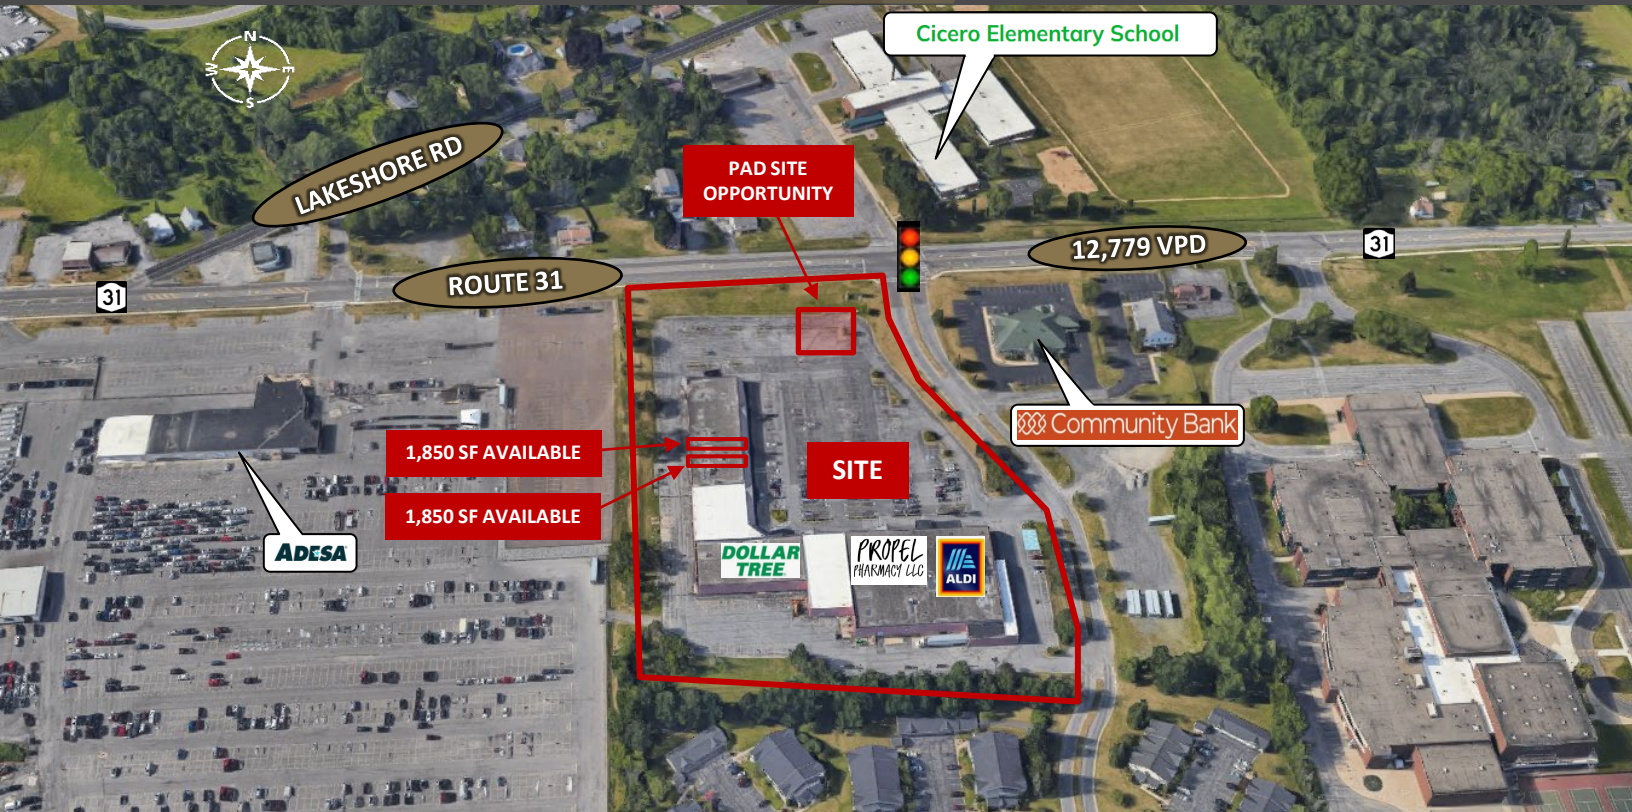 Cicero Elementary School
N
W
E
S
LAKESHORE RD
PAD SITE
OPPORTUNITY
12,779 VPD
31
ROUTE 31
31
Community Bank
1,850 SF AVAILABLE
SITE
1,850 SF AVAILABLE
ADESA
DOLLAR
TREE
PROPEL
PHARMACY LLC
ALDI